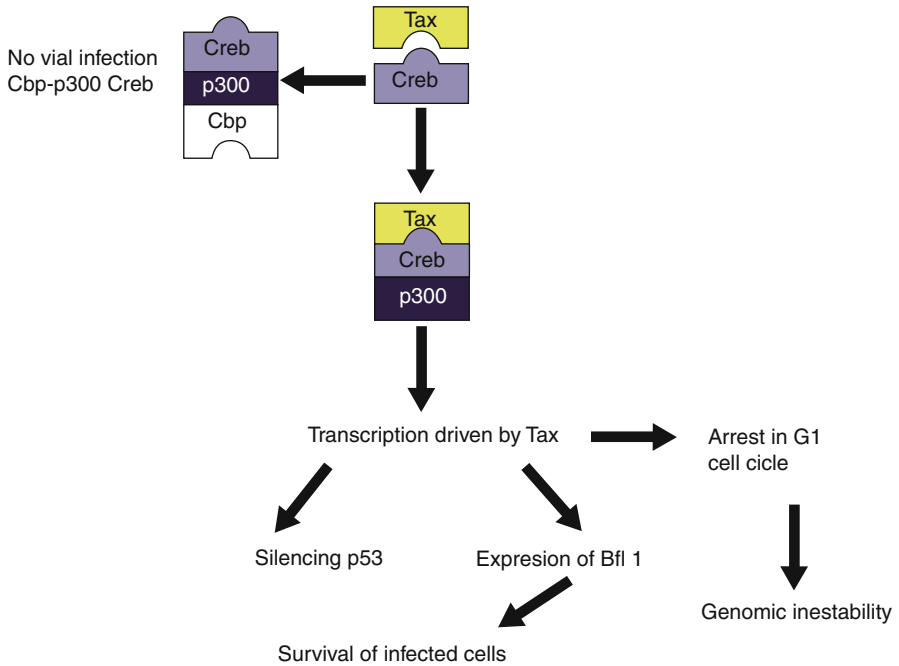 Tax
Creb
No vial infection
Cbp-p300 Creb
Creb
p300
Cbp
Tax
Creb
p300
Transcription driven by Tax
Arrest in G1
cell cicle
Silencing p53
Expresion of Bfl 1
Genomic inestability
Survival of infected cells